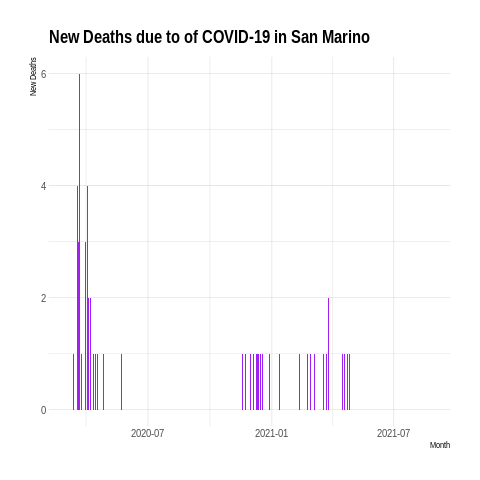 New Deaths due to of COVID-19 in San Marino
New Deaths
6
4
2
0
2020-07 2021-01 2021-07
Month